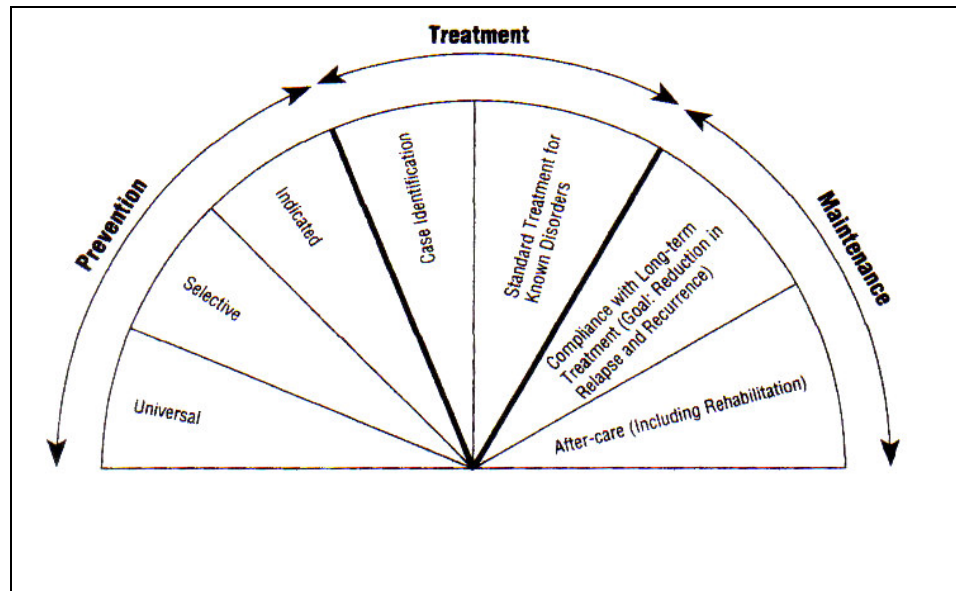 Treatment
Prevention
Maintenance
Universal
Selective
Indicated
Case Identification
Standard Treatment for
Known Disorders
Compliance with Long-term
Treatment (Goal: Reduction in
Relapse and Recurrence)
After-care (Including Rehabilitation)